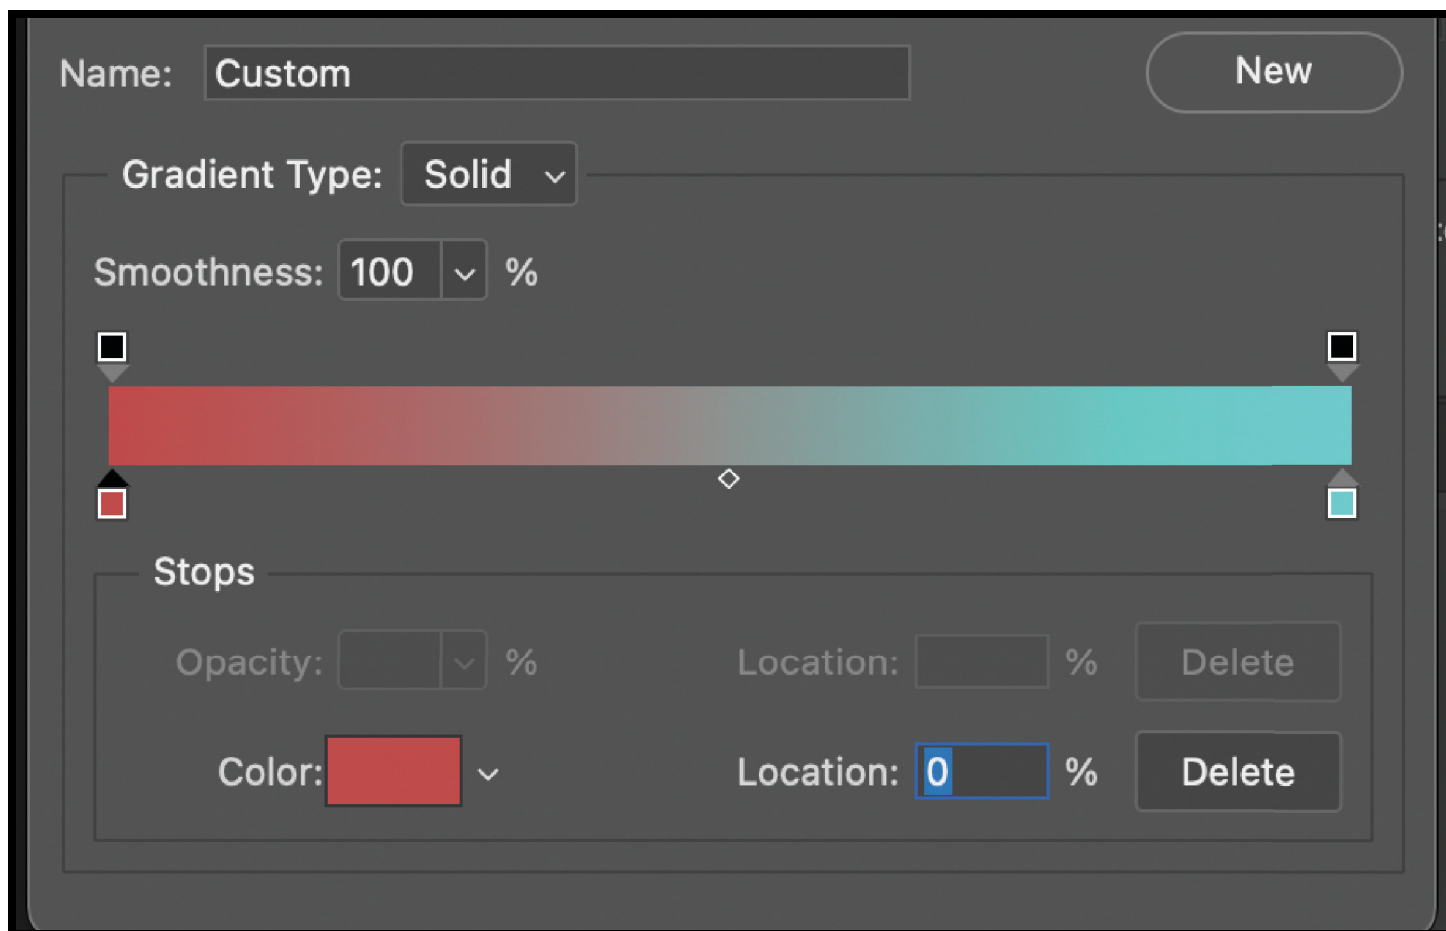 Name: Custom New
Gradient Type: Solid
Smoothness: 100 %
Stops
Opacity: % Location: % Delete
Color: Location: 0 % Delete